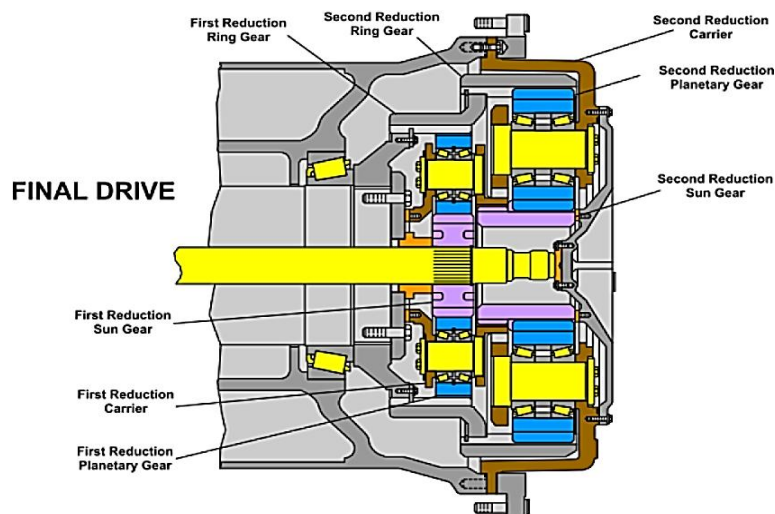 First Reduction
Ring Gear
Second Reduction
Ring Gear
Second Reduction
Carrier
Second Reduction
Planetary Gear
FINAL DRIVE
Second Reduction
Sun Gear
First Reduction
Sun Gear
First Reduction
Carrier
First Reduction
Planetary Gear